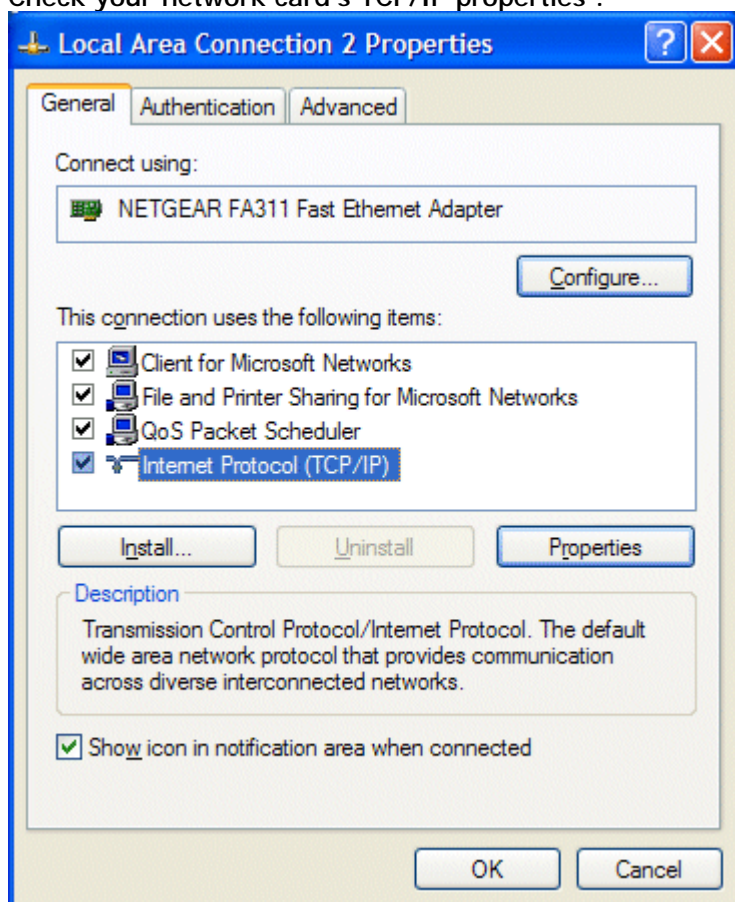 Check your network card's TCP/IP properties :
Local Area Connection 2 Properties
General Authentication Advanced
Connect using:
NETGEAR FA311 Fast Ethernet Adapter
Configure...
This connection uses the following items:
Client for Microsoft Networks
File and Printer Sharing for Microsoft Networks
QoS Packet Scheduler
Internet Protocol (TCP/IP)
Install... Uninstall Properties
Description
Transmission Control Protocol/Internet Protocol. The default
wide area network protocol that provides communication
across diverse interconnected networks.
Show icon in notification area when connected
OK Cancel